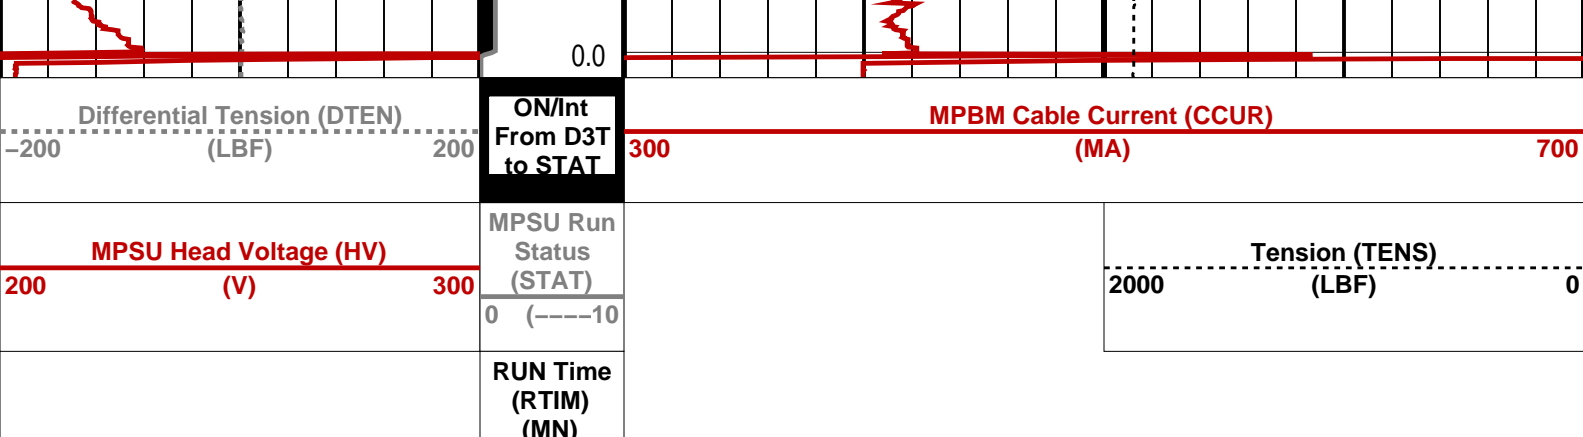 0.0
Differential Tension (DTEN)
−200 (LBF) 200
ON/Int
From D3T
to STAT
MPBM Cable Current (CCUR)
300 (MA) 700
MPSU Head Voltage (HV)
200 (V) 300
MPSU Run
Status
(STAT)
0 (−−−−10
Tension (TENS)
2000 (LBF) 0
RUN Time
(RTIM)
(MN)